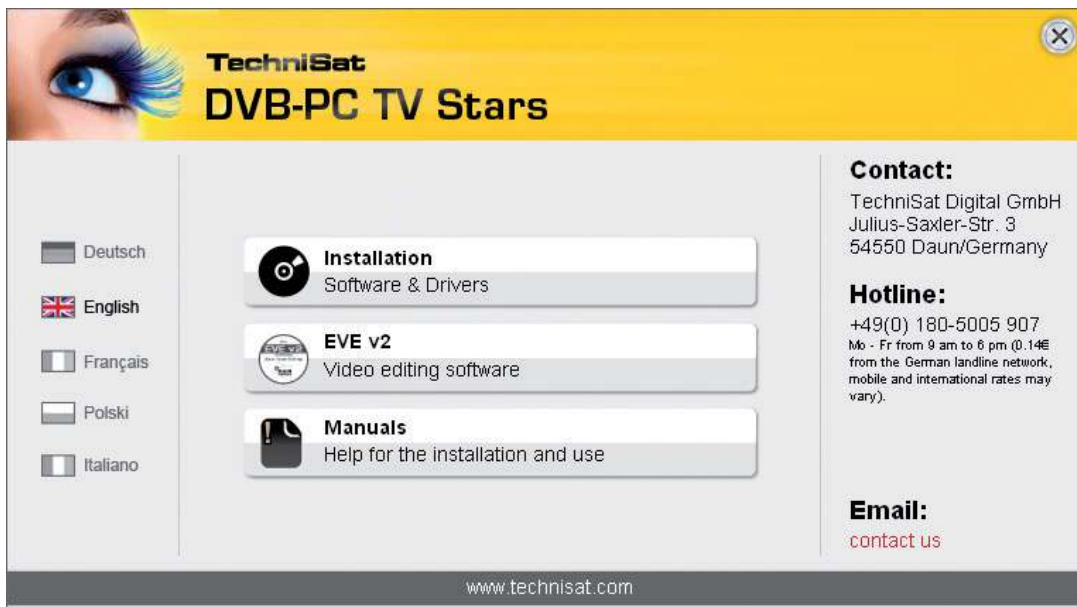 TechniSat
DVB-PC TV Stars
Deutsch
English
Français
Polski
Italiano
Installation
Software & Drivers
EVE v2
Video editing software
Manuals
Help for the installation and use
Contact:
TechniSat Digital GmbH
Julius-Saxler-Str. 3
54550 Daun/Germany
Hotline:
+49(0) 180-5005 907
Mo - Fr from 9 am to 6 pm (0.14€
from the German landline network,
mobile and international rates may
vary).
Email:
contact us
www.technisat.com